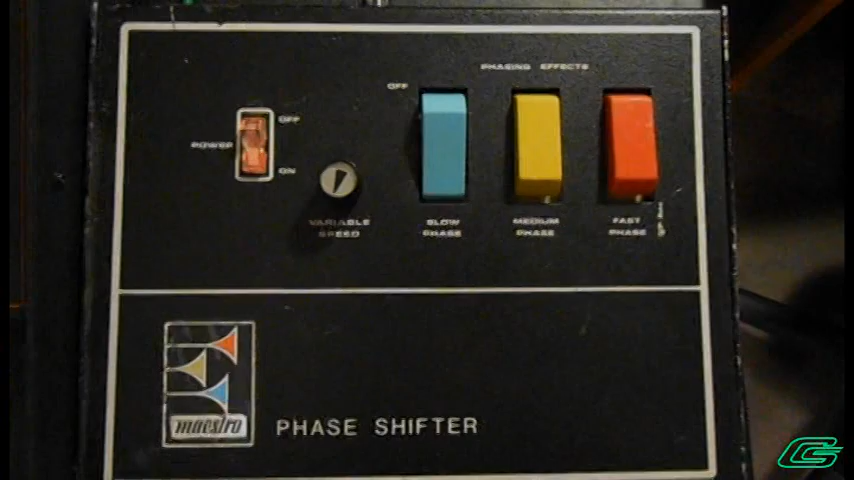 PHASING EFFECTS
OFF
OFF
POWER
ON
VARIABLE
SPEED
SLOW
PHASE
MEDIUM
PHASE
FAST
PHASE
maestro
PHASE SHIFTER